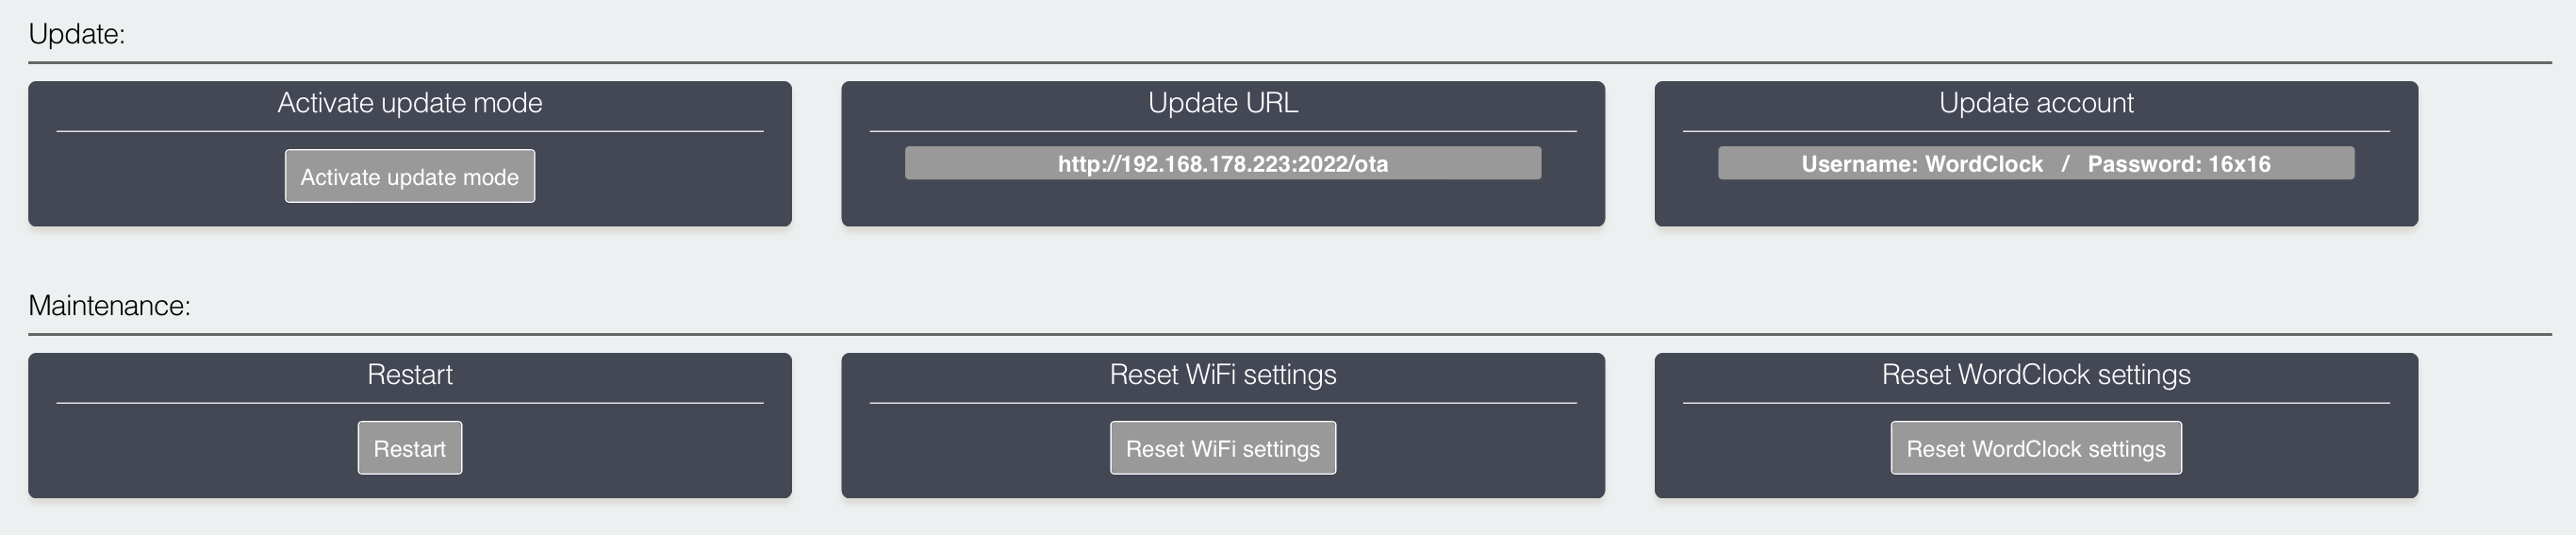 Update:
Activate update mode
Update URL
Update account
Activate update mode
http://192.168.178.223:2022/ota
Username: WordClock / Password: 16x16
Maintenance:
Restart
Reset WiFi settings
Reset WordClock settings
Restart
Reset WiFi settings
Reset WordClock settings